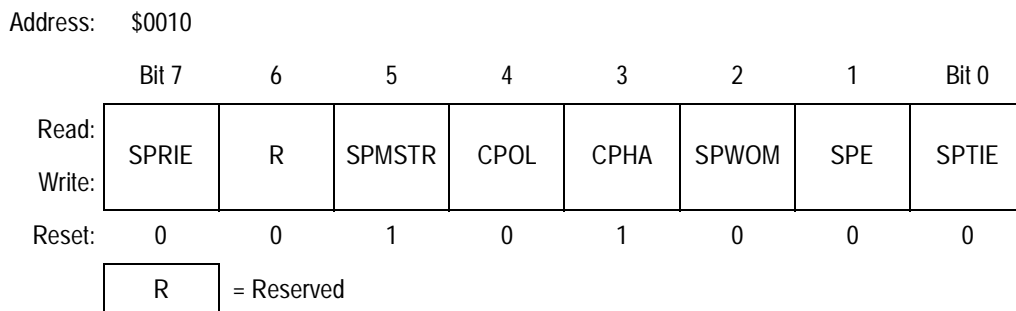 Address: $0010
Bit 7 6 5 4 3 2 1 Bit 0
Read:
SPRIE R SPMSTR CPOL CPHA SPWOM SPE SPTIE
Write:
Reset: 0 0 1 0 1 0 0 0
R = Reserved